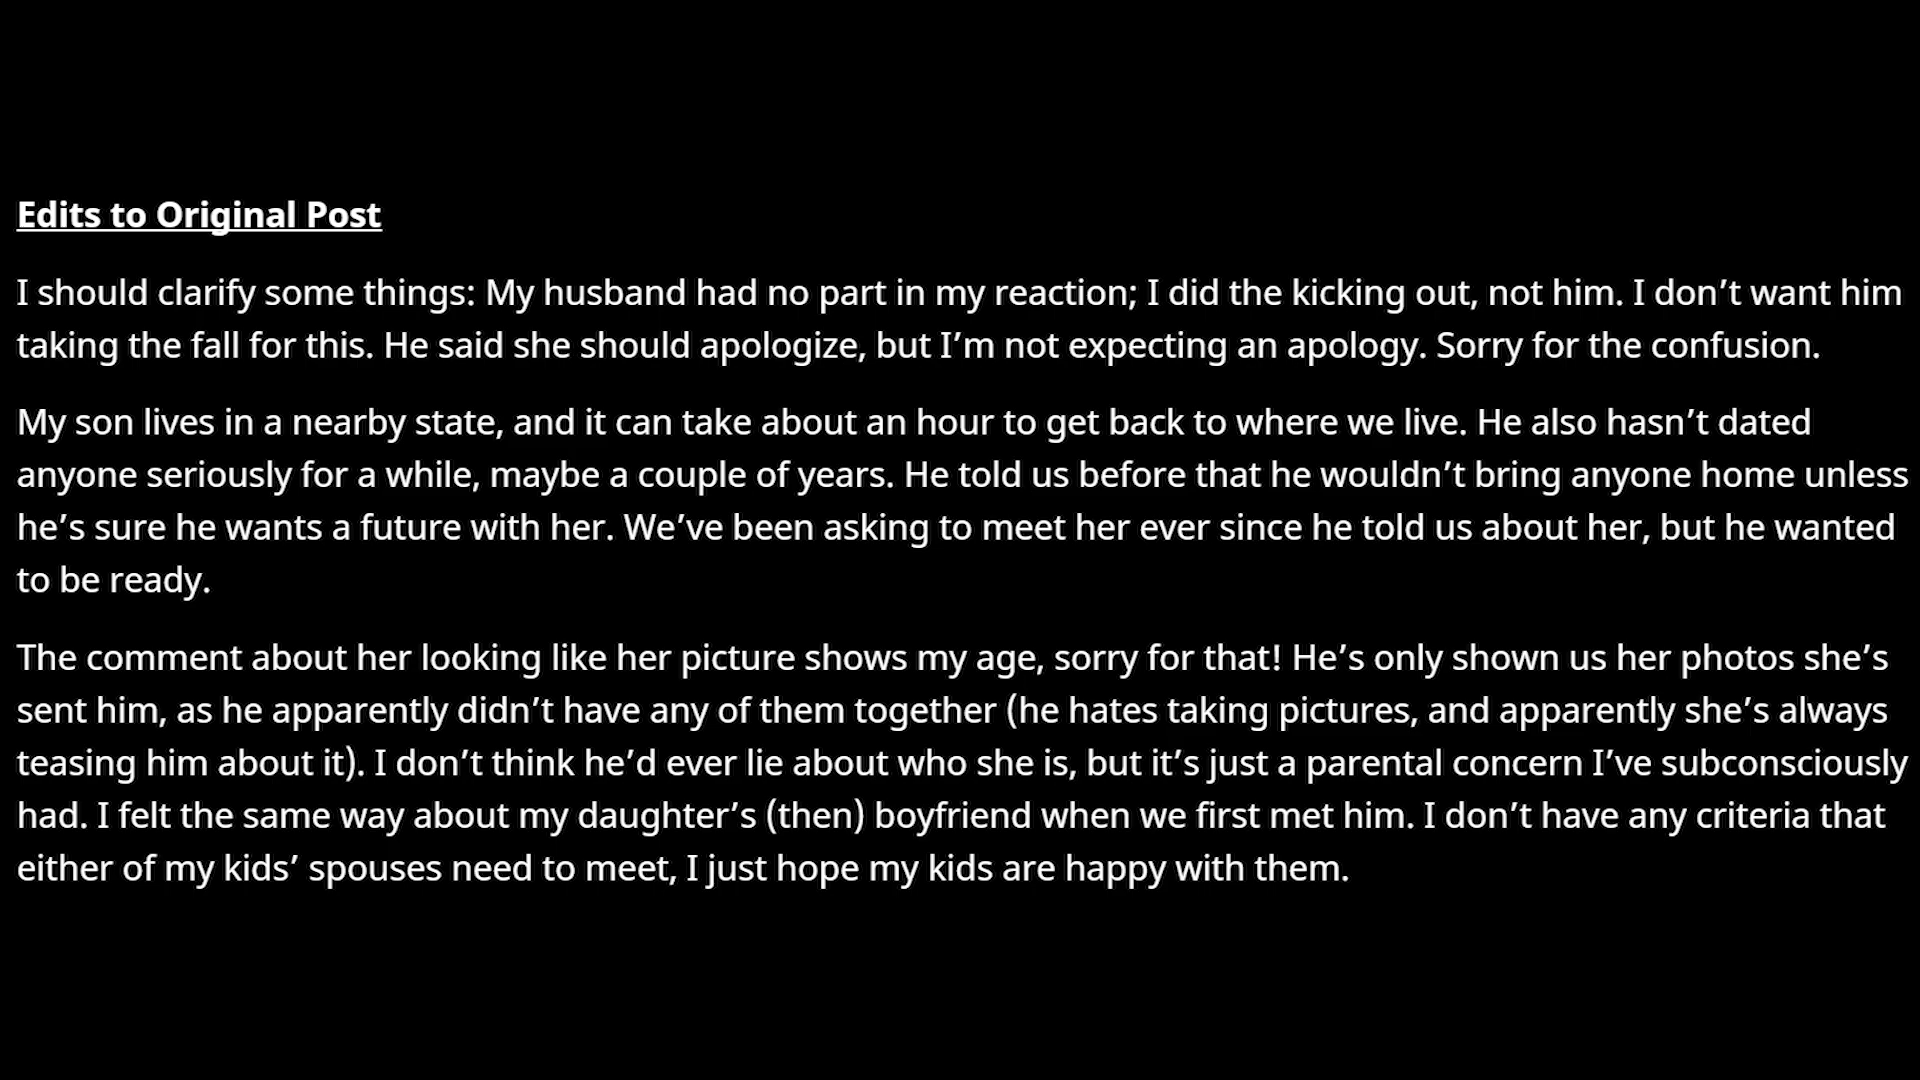 Edits to Original Post
I should clarify some things: My husband had no part in my reaction; I did the kicking out, not him. I don’t want him
taking the fall for this. He said she should apologize, but I’m not expecting an apology. Sorry for the confusion.
My son lives in a nearby state, and it can take about an hour to get back to where we live. He also hasn’t dated
anyone seriously for a while, maybe a couple of years. He told us before that he wouldn’t bring anyone home unless
he’s sure he wants a future with her. We’ve been asking to meet her ever since he told us about her, but he wanted
to be ready.
The comment about her looking like her picture shows my age, sorry for that! He’s only shown us her photos she’s
sent him, as he apparently didn’t have any of them together (he hates taking pictures, and apparently she’s always
teasing him about it). I don’t think he’d ever lie about who she is, but it’s just a parental concern I’ve subconsciously
had. I felt the same way about my daughter’s (then) boyfriend when we first met him. I don’t have any criteria that
either of my kids’ spouses need to meet, I just hope my kids are happy with them.